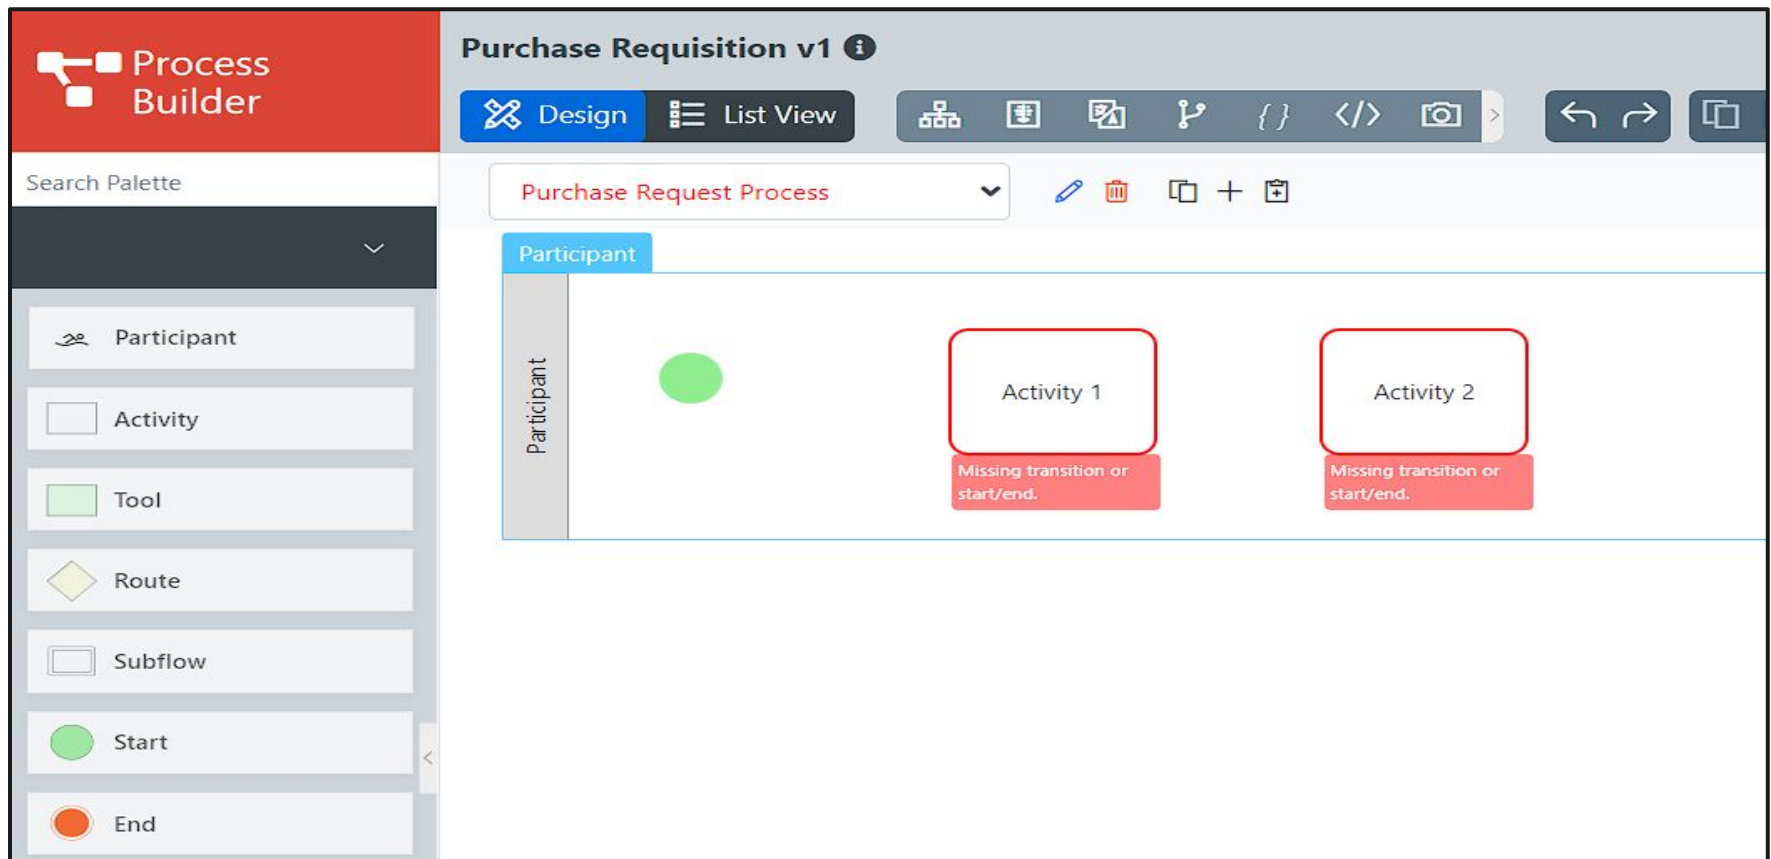 Process
Builder
Purchase Requisition v1
Design
List View
Search Palette
Purchase Request Process
Participant
Participant
Activity
Tool
Route
Subflow
Start
End
Participant
Activity 1
Activity 2
Missing transition or
start/end.
Missing transition or
start/end.